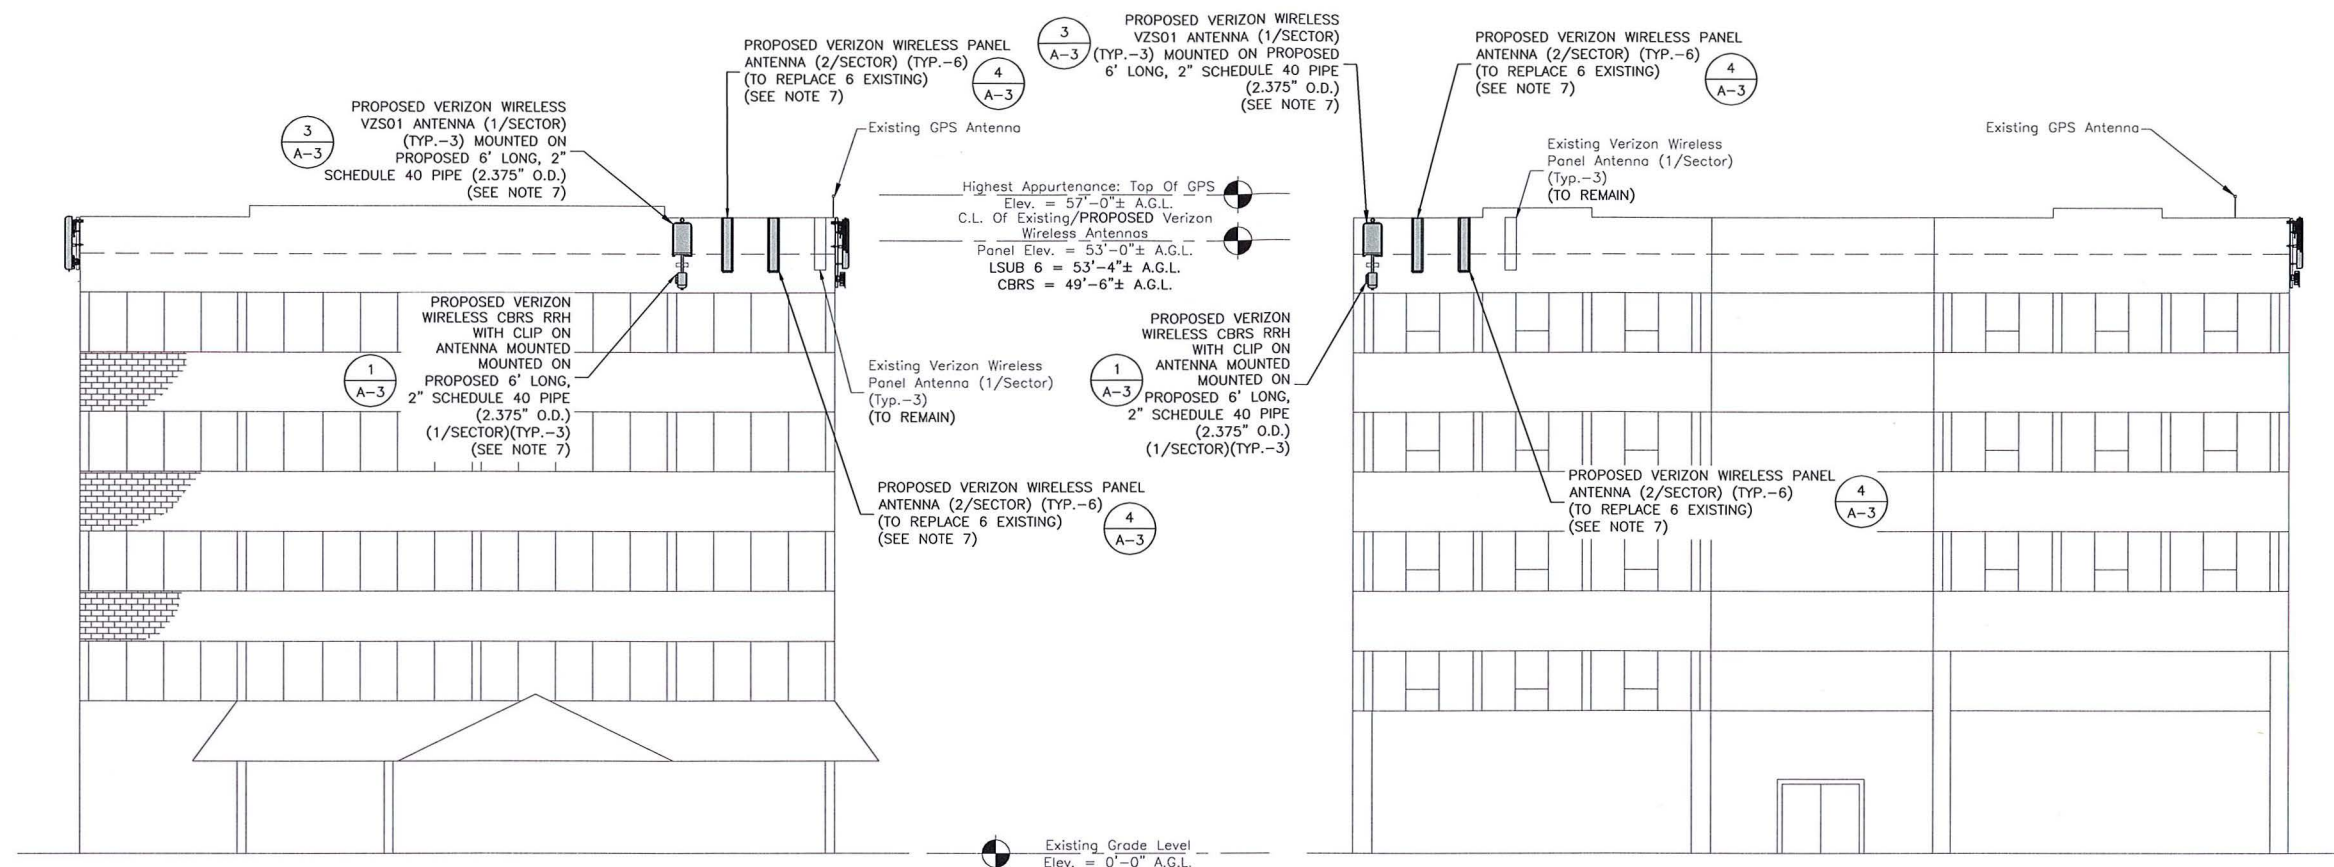 PROPOSED VERIZON WIRELESS
VZS01 ANTENNA (1/SECTOR)
(TYP.-3) MOUNTED ON
PROPOSED 6' LONG, 2"
SCHEDULE 40 PIPE (2.375" O.D.)
(SEE NOTE 7)
3
A-3
PROPOSED VERIZON WIRELESS PANEL
ANTENNA (2/SECTOR) (TYP.-6)
(TO REPLACE 6 EXISTING)
(SEE NOTE 7)
4
A-3
Existing GPS Antenna
3
A-3
PROPOSED VERIZON WIRELESS
VZS01 ANTENNA (1/SECTOR)
(TYP.-3) MOUNTED ON PROPOSED
6' LONG, 2" SCHEDULE 40 PIPE
(2.375" O.D.)
(SEE NOTE 7)
PROPOSED VERIZON WIRELESS PANEL
ANTENNA (2/SECTOR) (TYP.-6)
(TO REPLACE 6 EXISTING)
(SEE NOTE 7)
4
A-3
Existing Verizon Wireless
Panel Antenna (1/Sector)
(Typ.-3)
(TO REMAIN)
Existing GPS Antenna
Highest Appurtenance: Top Of GPS
Elev. = 57'-0"± A.G.L.
C.L. Of Existing/PROPOSED Verizon
Wireless Antennas
Panel Elev. = 53'-0"± A.G.L.
LSUB 6 = 53'-4"± A.G.L.
CBRS = 49'-6"± A.G.L.
PROPOSED VERIZON
WIRELESS CBRS RRH
WITH CLIP ON
ANTENNA MOUNTED
MOUNTED ON
PROPOSED 6' LONG,
2" SCHEDULE 40 PIPE
(2.375" O.D.)
(1/SECTOR)(TYP.-3)
(SEE NOTE 7)
1
A-3
Existing Verizon Wireless
Panel Antenna (1/Sector)
(Typ.-3)
(TO REMAIN)
PROPOSED VERIZON WIRELESS PANEL
ANTENNA (2/SECTOR) (TYP.-6)
(TO REPLACE 6 EXISTING)
(SEE NOTE 7)
4
A-3
PROPOSED VERIZON
WIRELESS CBRS RRH
WITH CLIP ON
ANTENNA MOUNTED
MOUNTED ON
PROPOSED 6' LONG,
2" SCHEDULE 40 PIPE
(2.375" O.D.)
(1/SECTOR)(TYP.-3)
1
A-3
PROPOSED VERIZON WIRELESS PANEL
ANTENNA (2/SECTOR) (TYP.-6)
(TO REPLACE 6 EXISTING)
(SEE NOTE 7)
4
A-3
Existing Grade Level
Elev. = 0'-0" A.G.L.